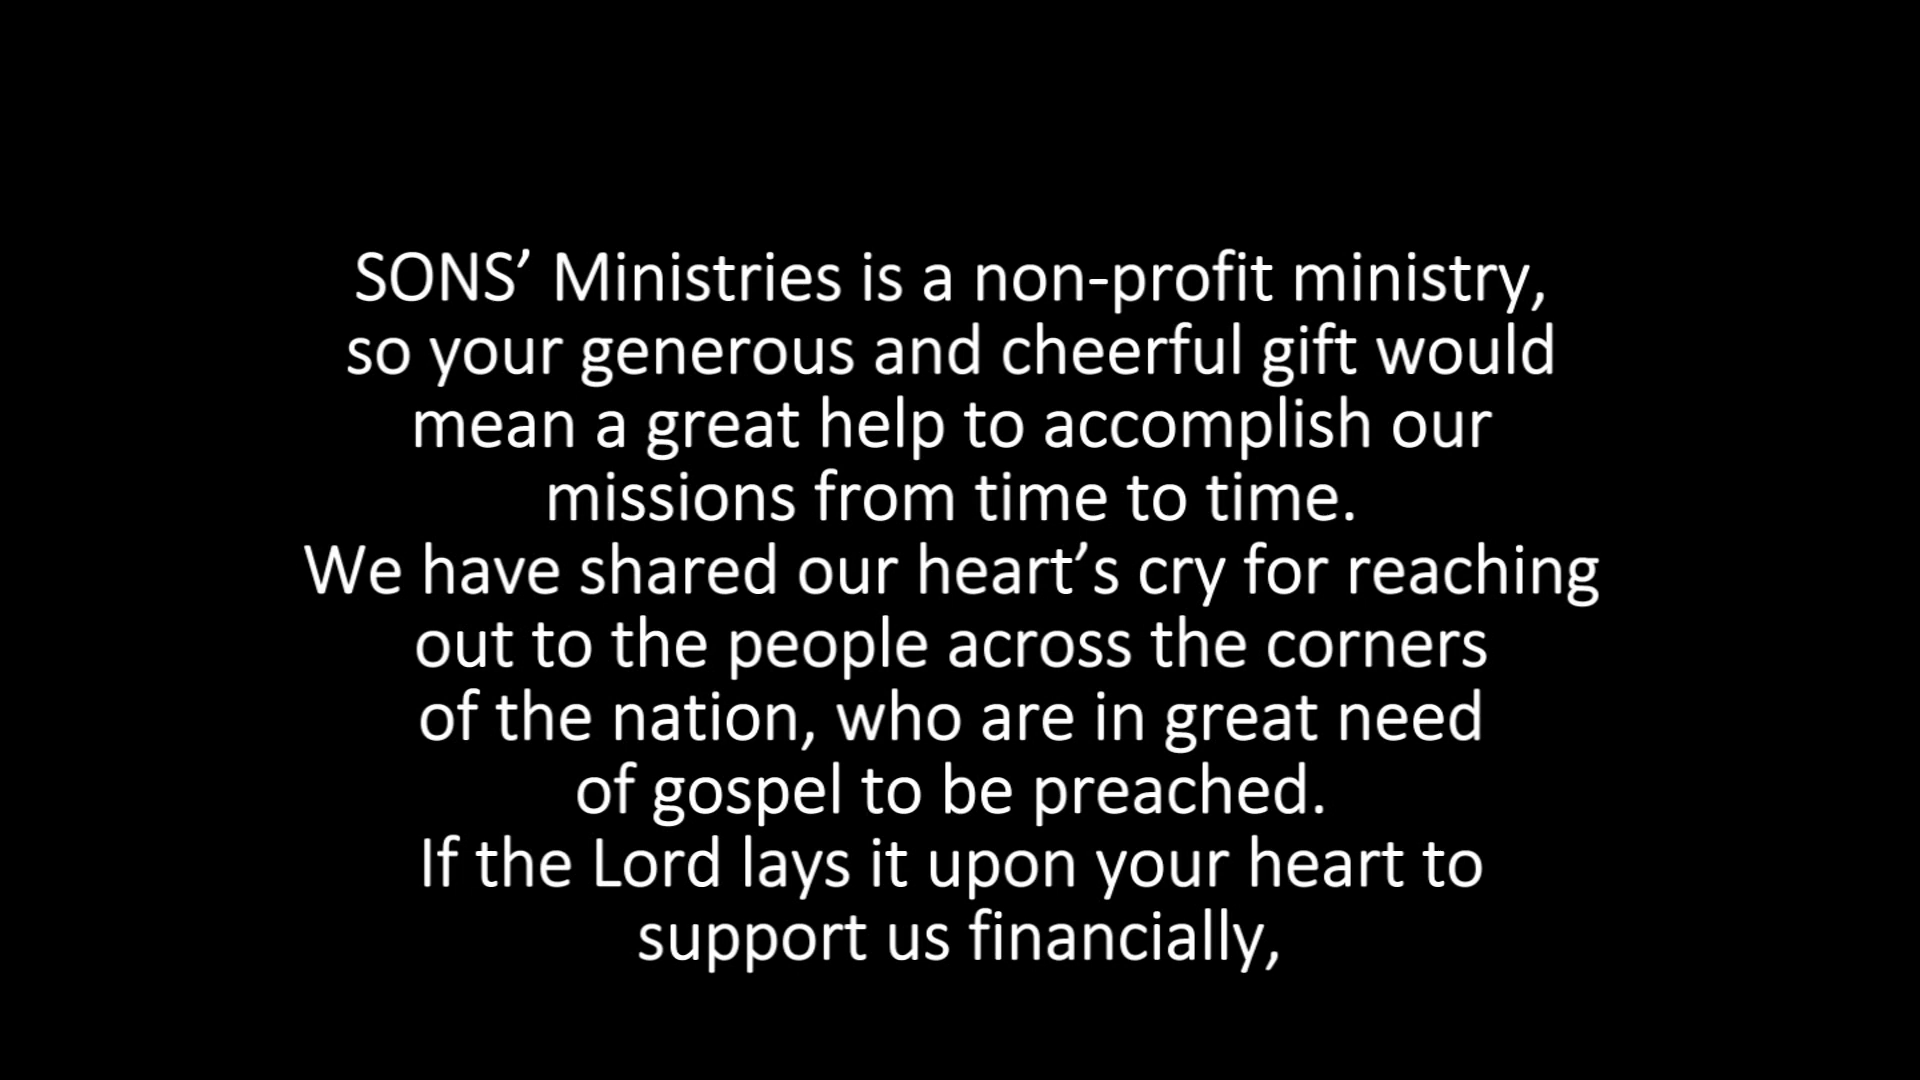 SONS’ Ministries is a non-profit ministry,
so your generous and cheerful gift would
mean a great help to accomplish our
missions from time to time.
We have shared our heart’s cry for reaching
out to the people across the corners
of the nation, who are in great need
of gospel to be preached.
If the Lord lays it upon your heart to
support us financially,